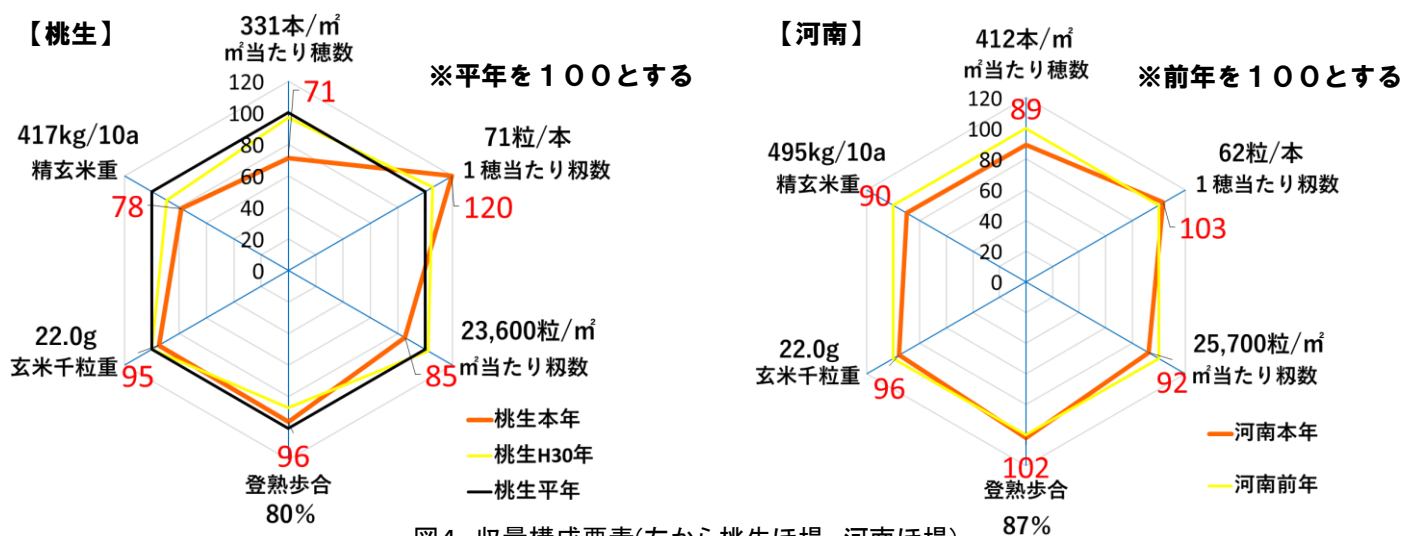 【桃生】
331本/㎡
㎡当たり穂数
※平年を１００とする
71
120
100
80
60
40
20
0
417kg/10a
精玄米重
78
71粒/本
１穂当たり籾数
120
22.0g
玄米千粒重
95
23,600粒/㎡
㎡当たり籾数
85
96
登熟歩合
80%
桃生本年
桃生H30年
桃生平年
【河南】
412本/㎡
㎡当たり穂数
※前年を１００とする
89
120
100
80
60
40
20
0
495kg/10a
精玄米重
90
62粒/本
１穂当たり籾数
103
22.0g
玄米千粒重
96
25,700粒/㎡
㎡当たり籾数
92
102
登熟歩合
87%
河南本年
河南前年